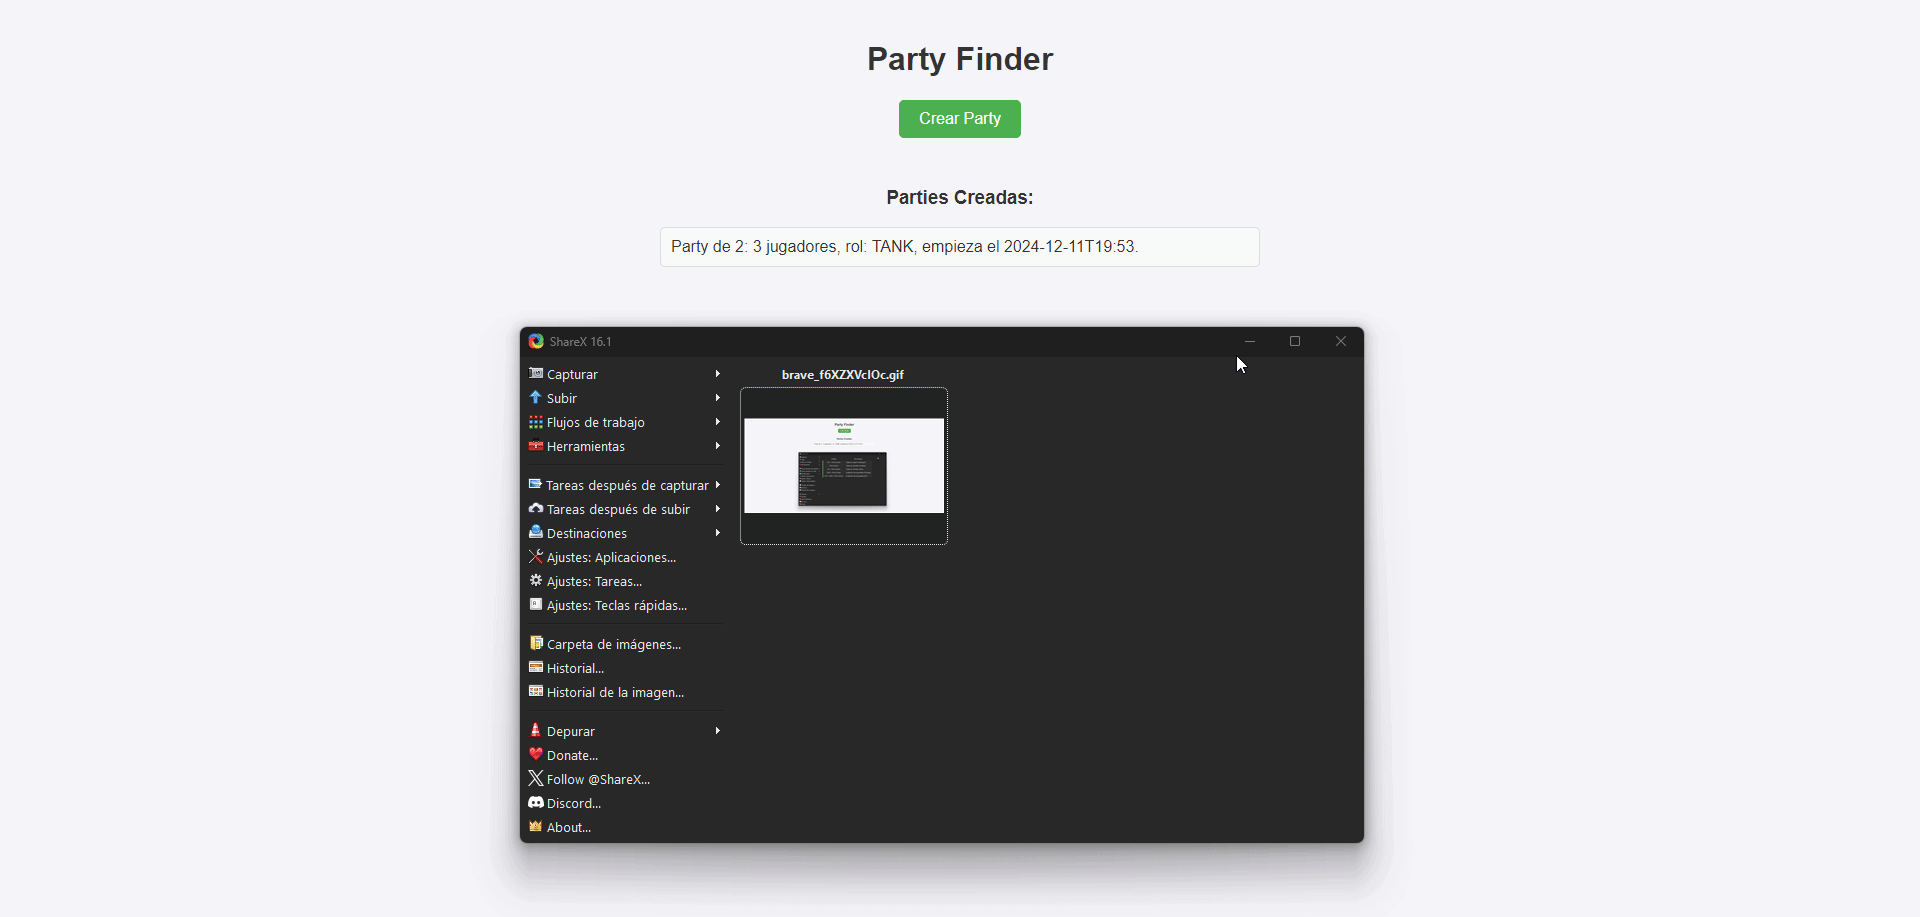 Party Finder
Crear Party
Parties Creadas:
Party de 2: 3 jugadores, rol: TANK, empieza el 2024-12-11T19:53.
ShareX 16.1
Capturar
Subir
Flujos de trabajo
Herramientas
Tareas después de capturar
Tareas después de subir
Destinaciones
Ajustes: Aplicaciones...
Ajustes: Tareas...
Ajustes: Teclas rápidas...
Carpeta de imágenes...
Historial...
Historial de la imagen...
Depurar
Donate...
Follow @ShareX...
Discord...
About...
brave_f6XZXVclOc.gif
Party Finder